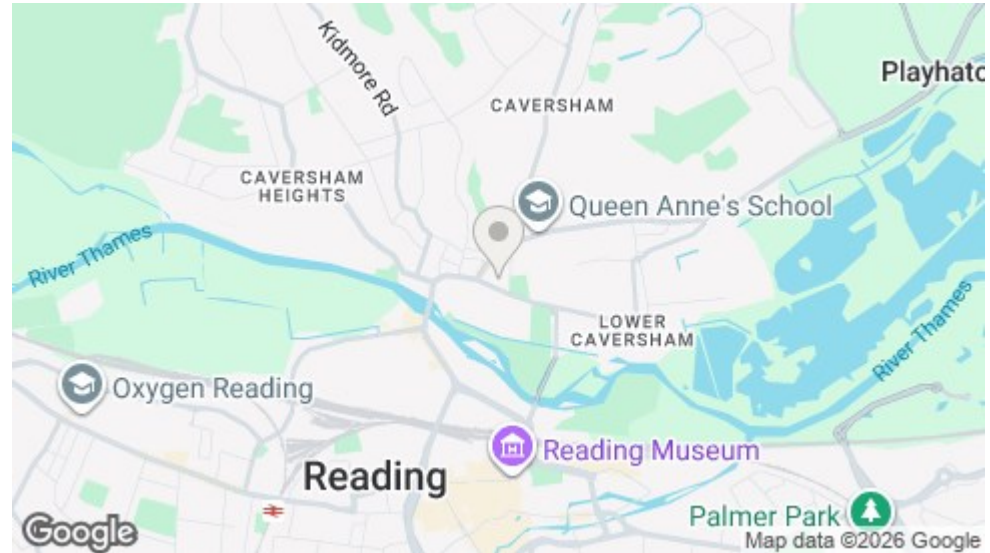 Kidmore Rd
Playhatc
CAVERSHAM
CAVERSHAM
HEIGHTS
Queen Anne's School
River Thames
LOWER
CAVERSHAM
River Thames
Oxygen Reading
Reading Museum
Reading
Palmer Park
Google
Map data ©2026 Google